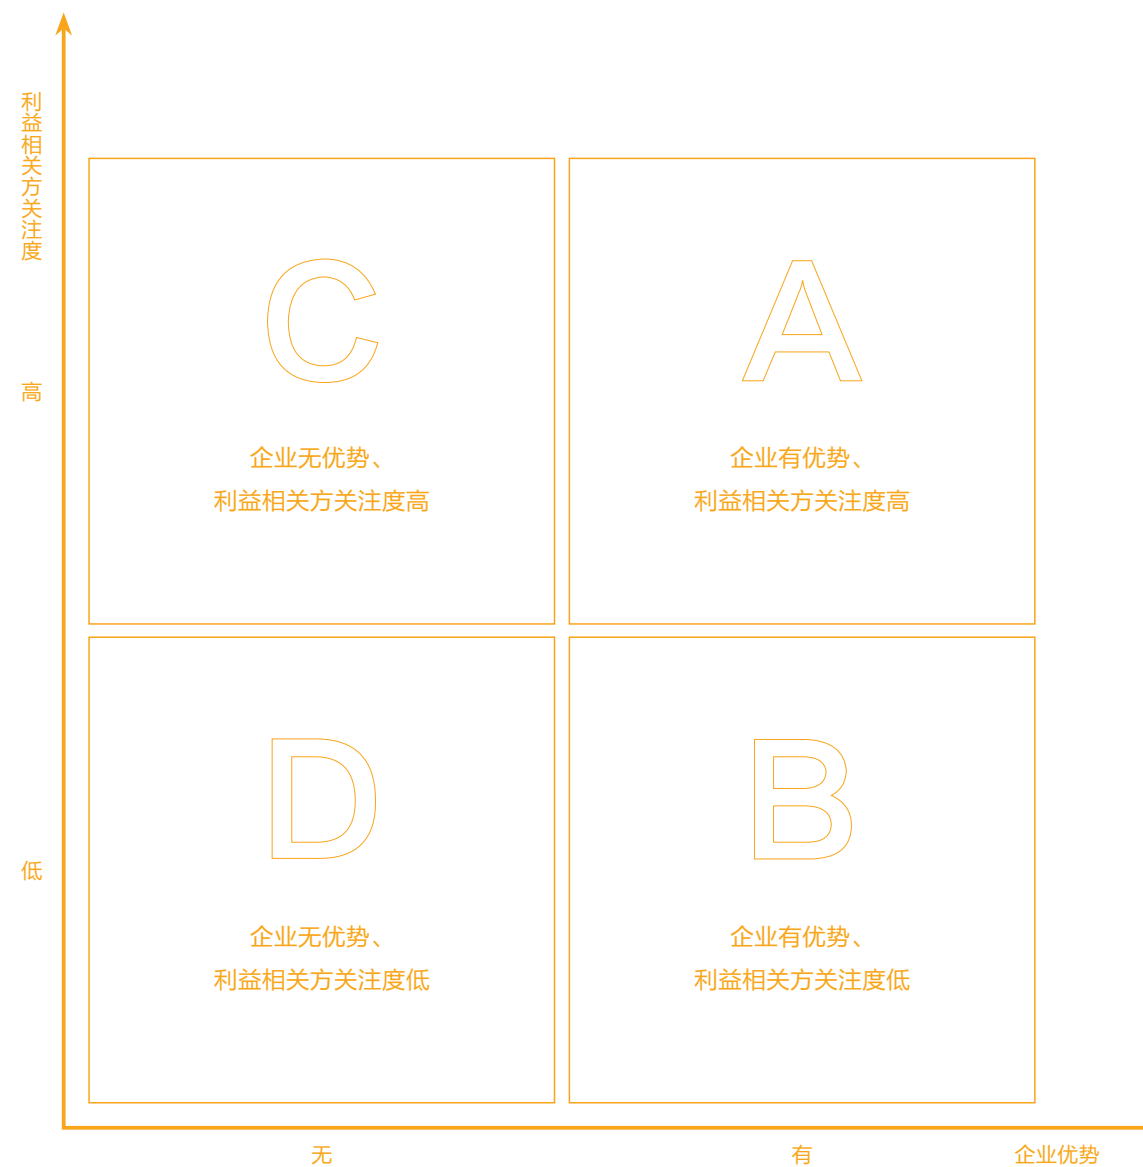 利益相关方关注度
高
低
C
企业无优势、
利益相关方关注度高
A
企业有优势、
利益相关方关注度高
D
企业无优势、
利益相关方关注度低
B
企业有优势、
利益相关方关注度低
无
有
企业优势